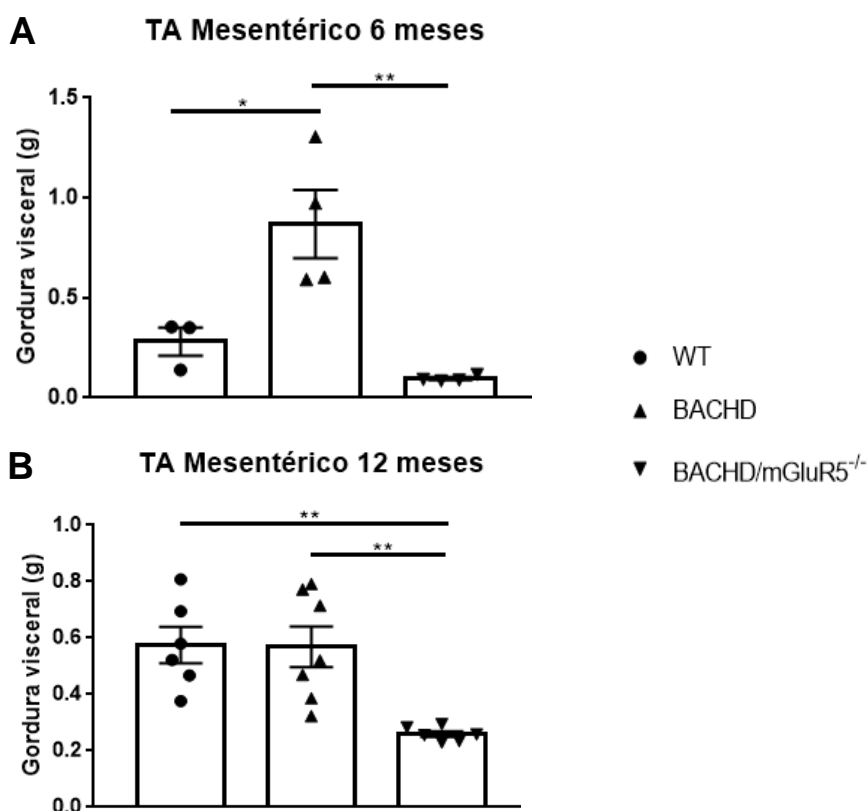 A
TA Mesentérico 6 meses
**
*
1.5
1.0
0.5
0.0
Gordura visceral (g)
WT
BACHD
BACHD/mGluR5-/-
B
TA Mesentérico 12 meses
**
**
1.0
0.8
0.6
0.4
0.2
0.0
Gordura visceral (g)